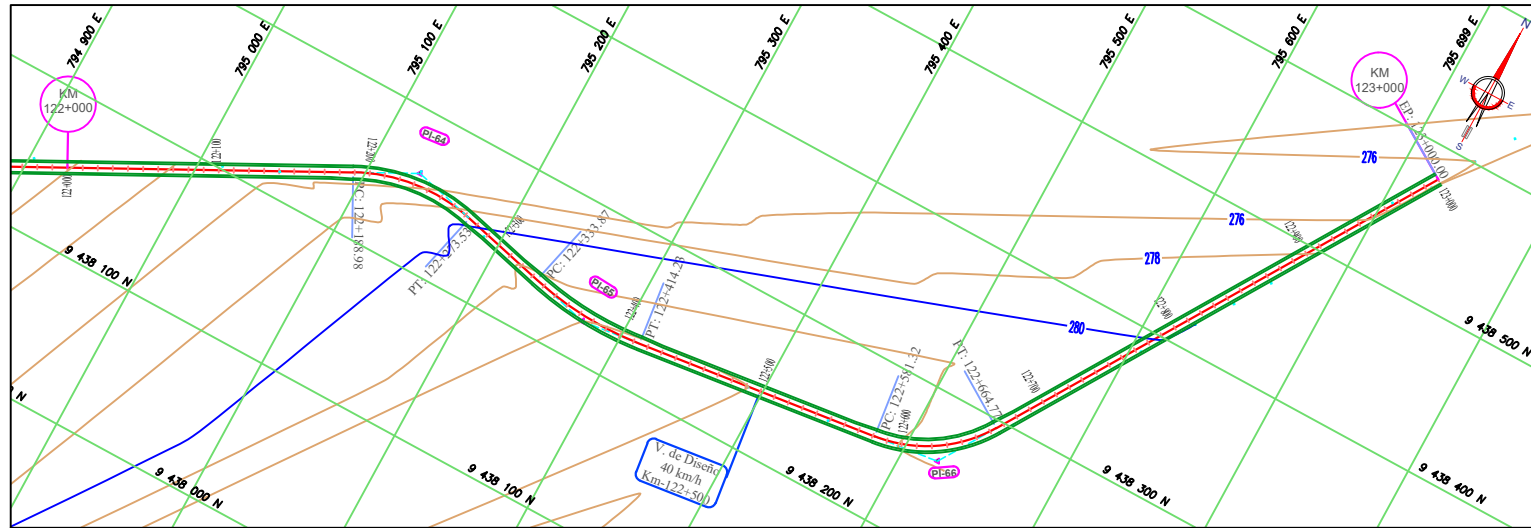 794 900 E
795 000 E
795 100 E
795 200 E
795 300 E
795 400 E
795 500 E
795 600 E
795 699 E
N
W
E
S
KM
122+000
KM
123+000
EP: 123+000.00
PI-64
122+000
122+100
122+200
PC: 122+188.98
PT: 122+273.53
122+300
PC: 122+333.87
PI-65
122+400
PT: 122+414.23
276
276
278
280
122+500
PC: 122+581.32
122+600
PT: 122+664.77
122+700
122+800
122+900
123+000
PI-66
V. de Diseño
40 km/h
Km-122+500
9 438 100 N
N
9 438 000 N
9 438 100 N
9 438 200 N
9 438 300 N
9 438 400 N
9 438 500 N